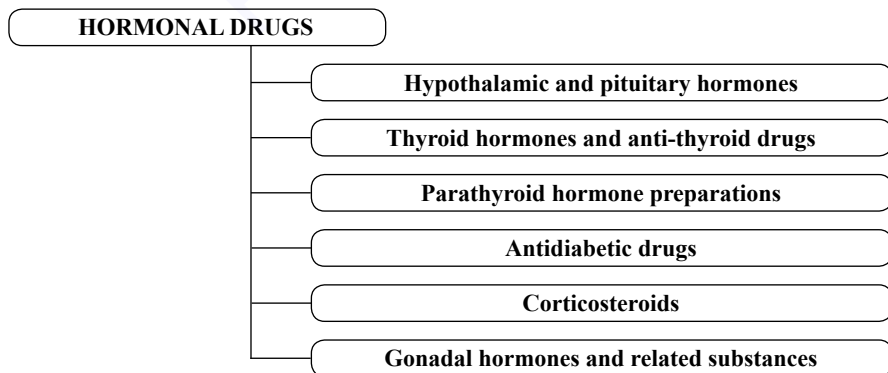 HORMONAL DRUGS
Hypothalamic and pituitary hormones
Thyroid hormones and anti-thyroid drugs
Parathyroid hormone preparations
Antidiabetic drugs
Corticosteroids
Gonadal hormones and related substances